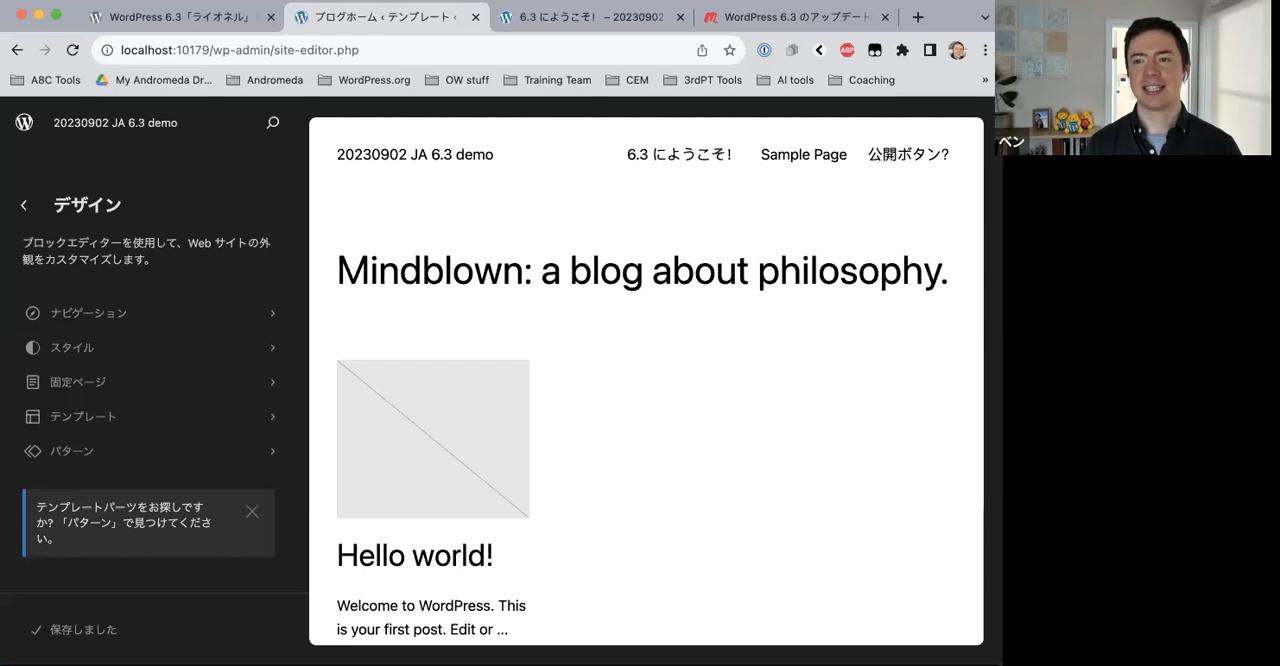 WordPress 6.3「ライオネル」
ブログホーム ‹ テンプレート ‹
6.3 にようこそ! – 20230902
WordPress 6.3 のアップデート
localhost:10179/wp-admin/site-editor.php
ABP
A8C Tools
My Andromeda Dr...
Andromeda
WordPress.org
OW stuff
Training Team
CEM
3rdPT Tools
AI tools
Coaching
»
20230902 JA 6.3 demo
デザイン
ブロックエディターを使用して、Web サイトの外
観をカスタマイズします。
ナビゲーション
スタイル
固定ページ
テンプレート
パターン
テンプレートパーツをお探しです
か? 「パターン」で見つけてくださ
い。
保存しました
20230902 JA 6.3 demo
6.3 にようこそ!
Sample Page
公開ボタン?
Mindblown: a blog about philosophy.
Hello world!
Welcome to WordPress. This
is your first post. Edit or ...
ベン